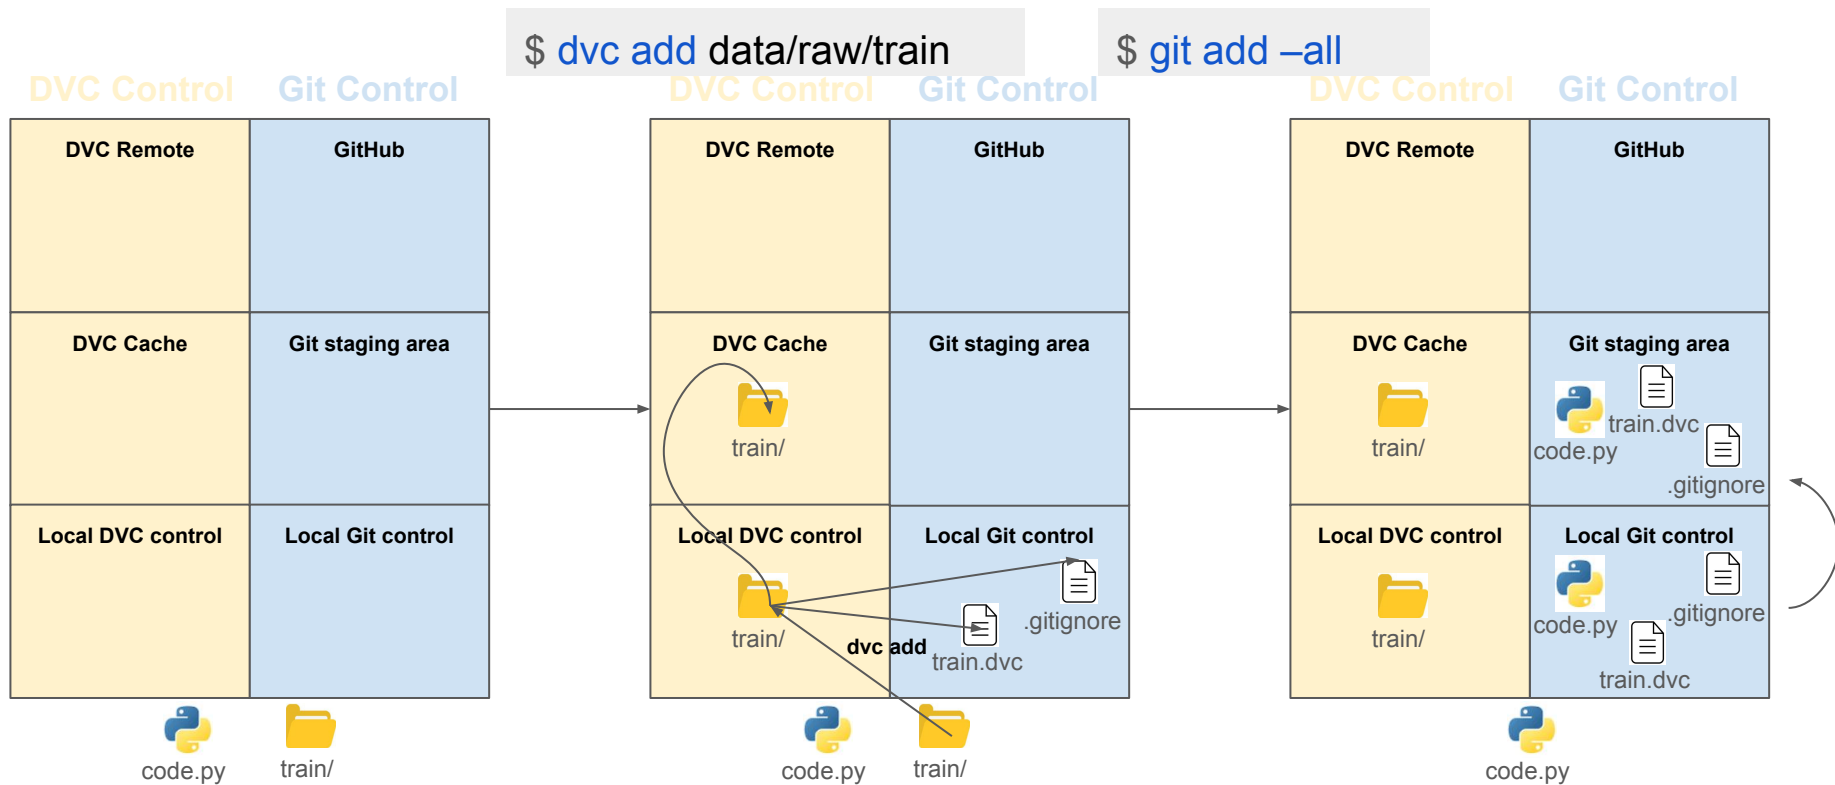 $ dvc add data/raw/train
$ git add –all
DVC Control
Git Control
DVC Remote
GitHub
DVC Cache
Git staging area
Local DVC control
Local Git control
code.py
train/
DVC Control
Git Control
DVC Remote
GitHub
DVC Cache
Git staging area
train/
Local DVC control
Local Git control
train/
dvc add
train.dvc
.gitignore
code.py
train/
DVC Control
Git Control
DVC Remote
GitHub
DVC Cache
Git staging area
train/
code.py
train.dvc
.gitignore
Local DVC control
Local Git control
train/
code.py
.gitignore
train.dvc
code.py